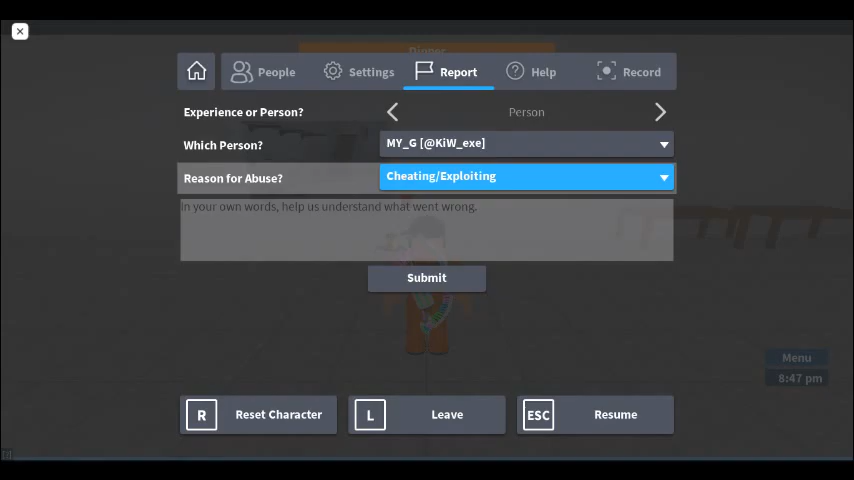 Dinner
People
Settings
Report
Help
Record
Experience or Person?
Person
Which Person?
MY_G [@KiW_exe]
Reason for Abuse?
Cheating/Exploiting
In your own words, help us understand what went wrong.
Submit
Menu
8:47 pm
R Reset Character
L Leave
ESC Resume